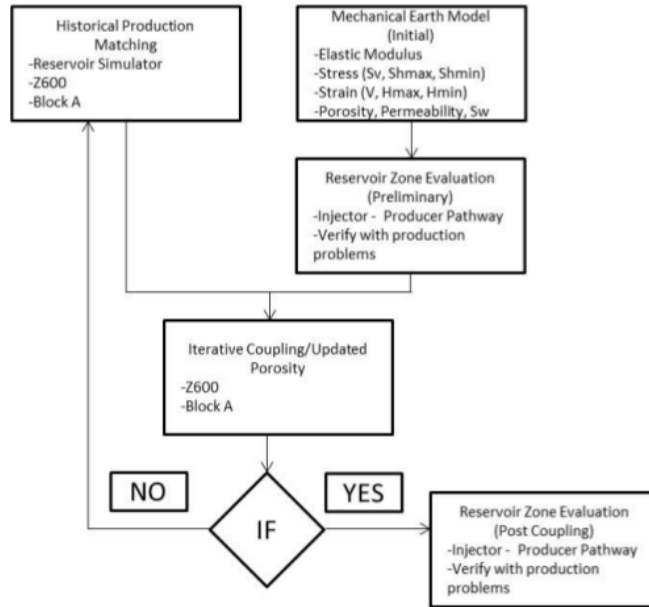 Historical Production
Matching
-Reservoir Simulator
-Z600
-Block A
Mechanical Earth Model
(Initial)
-Elastic Modulus
-Stress (Sv, Shmax, Shmin)
-Strain (V, Hmax, Hmin)
-Porosity, Permeability, Sw
Reservoir Zone Evaluation
(Preliminary)
-Injector - Producer Pathway
-Verify with production
problems
Iterative Coupling/Updated
Porosity
-Z600
-Block A
NO
IF
YES
Reservoir Zone Evaluation
(Post Coupling)
-Injector - Producer Pathway
-Verify with production
problems